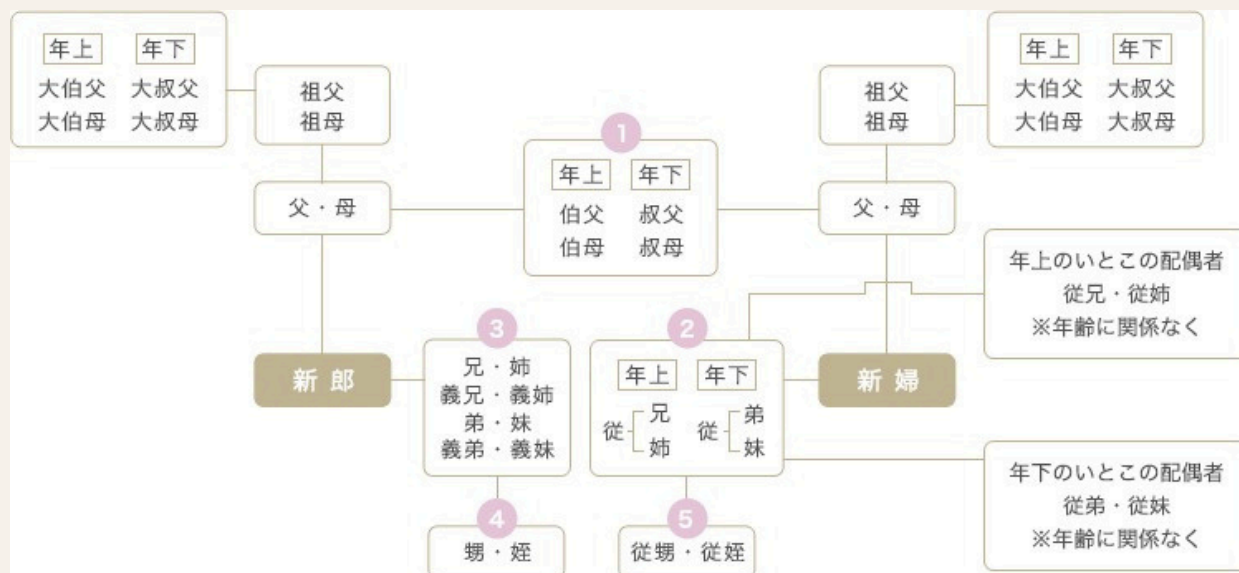 年上 年下
大伯父 大叔父
大伯母 大叔母
祖父
祖母
祖父
祖母
年上 年下
大伯父 大叔父
大伯母 大叔母
1
年上 年下
伯父 叔父
伯母 叔母
父・母
父・母
年上のいとこの配偶者
従兄・従姉
※年齢に関係なく
新郎
3
兄・姉
義兄・義姉
弟・妹
義弟・義妹
2
年上 年下
従 兄 姉 従 弟 妹
新婦
年下のいとこの配偶者
従弟・従妹
※年齢に関係なく
4
甥・姪
5
従甥・従姪